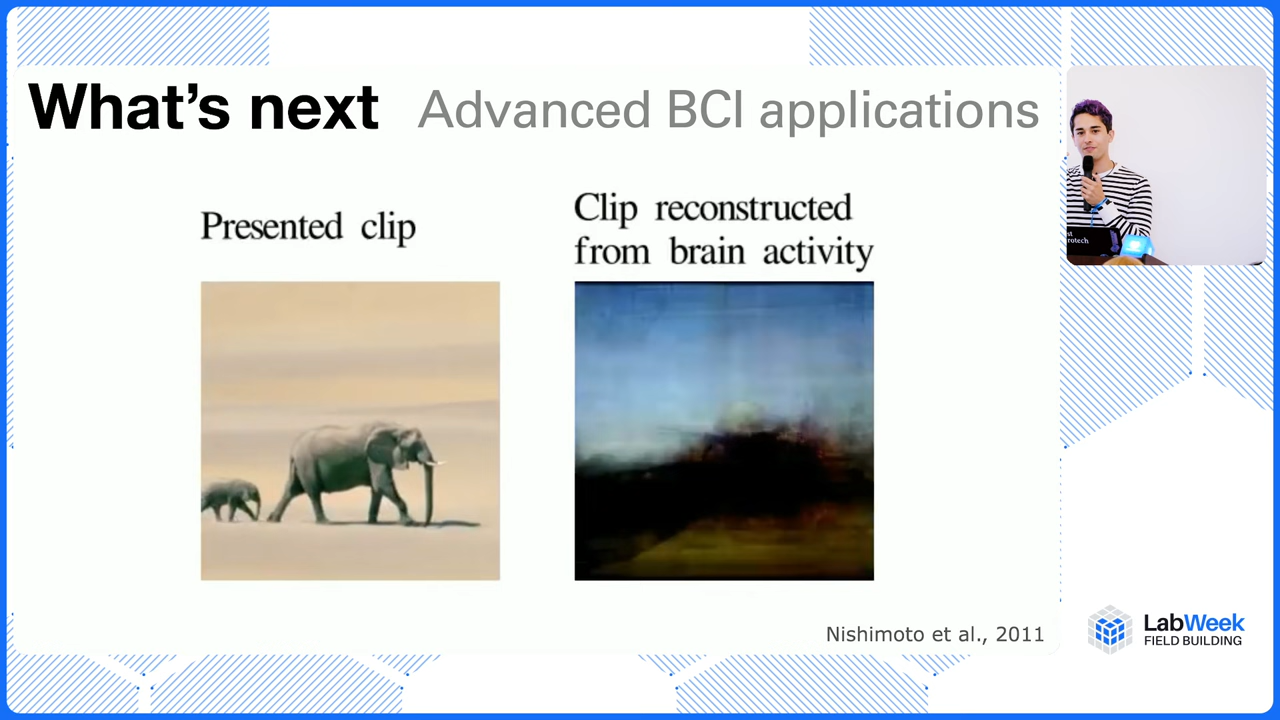 What's next Advanced BCI applications
Presented clip
Clip reconstructed
from brain activity
Nishimoto et al., 2011
LabWeek
FIELD BUILDING